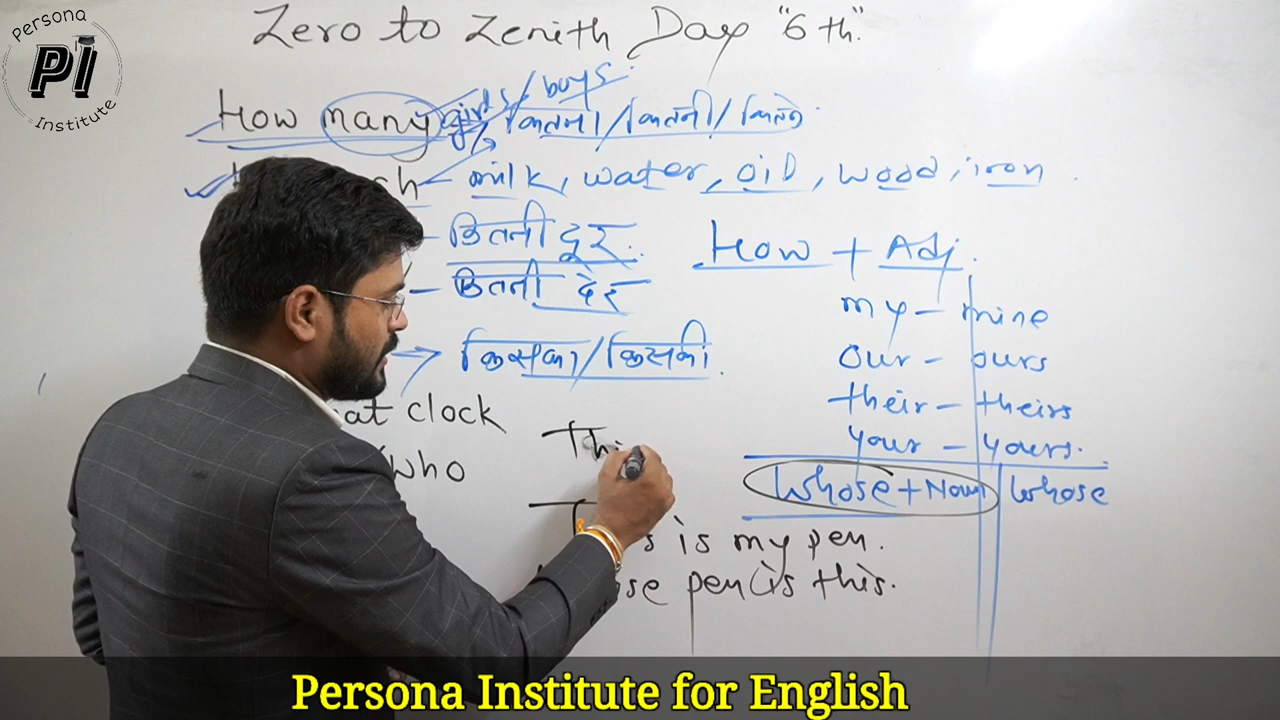 Persona
PI
Institute
Zero to Zenith Day "6th"
How many girls/boys
कितना/कितनी/कितने
milk, water, oil, wood, iron
कितनी दूर.
कितनी देर
How + Adj.
my - mine
our - ours
their - theirs
your - yours.
किसका/किसकी.
at clock
who
Whose + Noun
Whose
Thi
is my pen.
pen is this.
Persona Institute for English